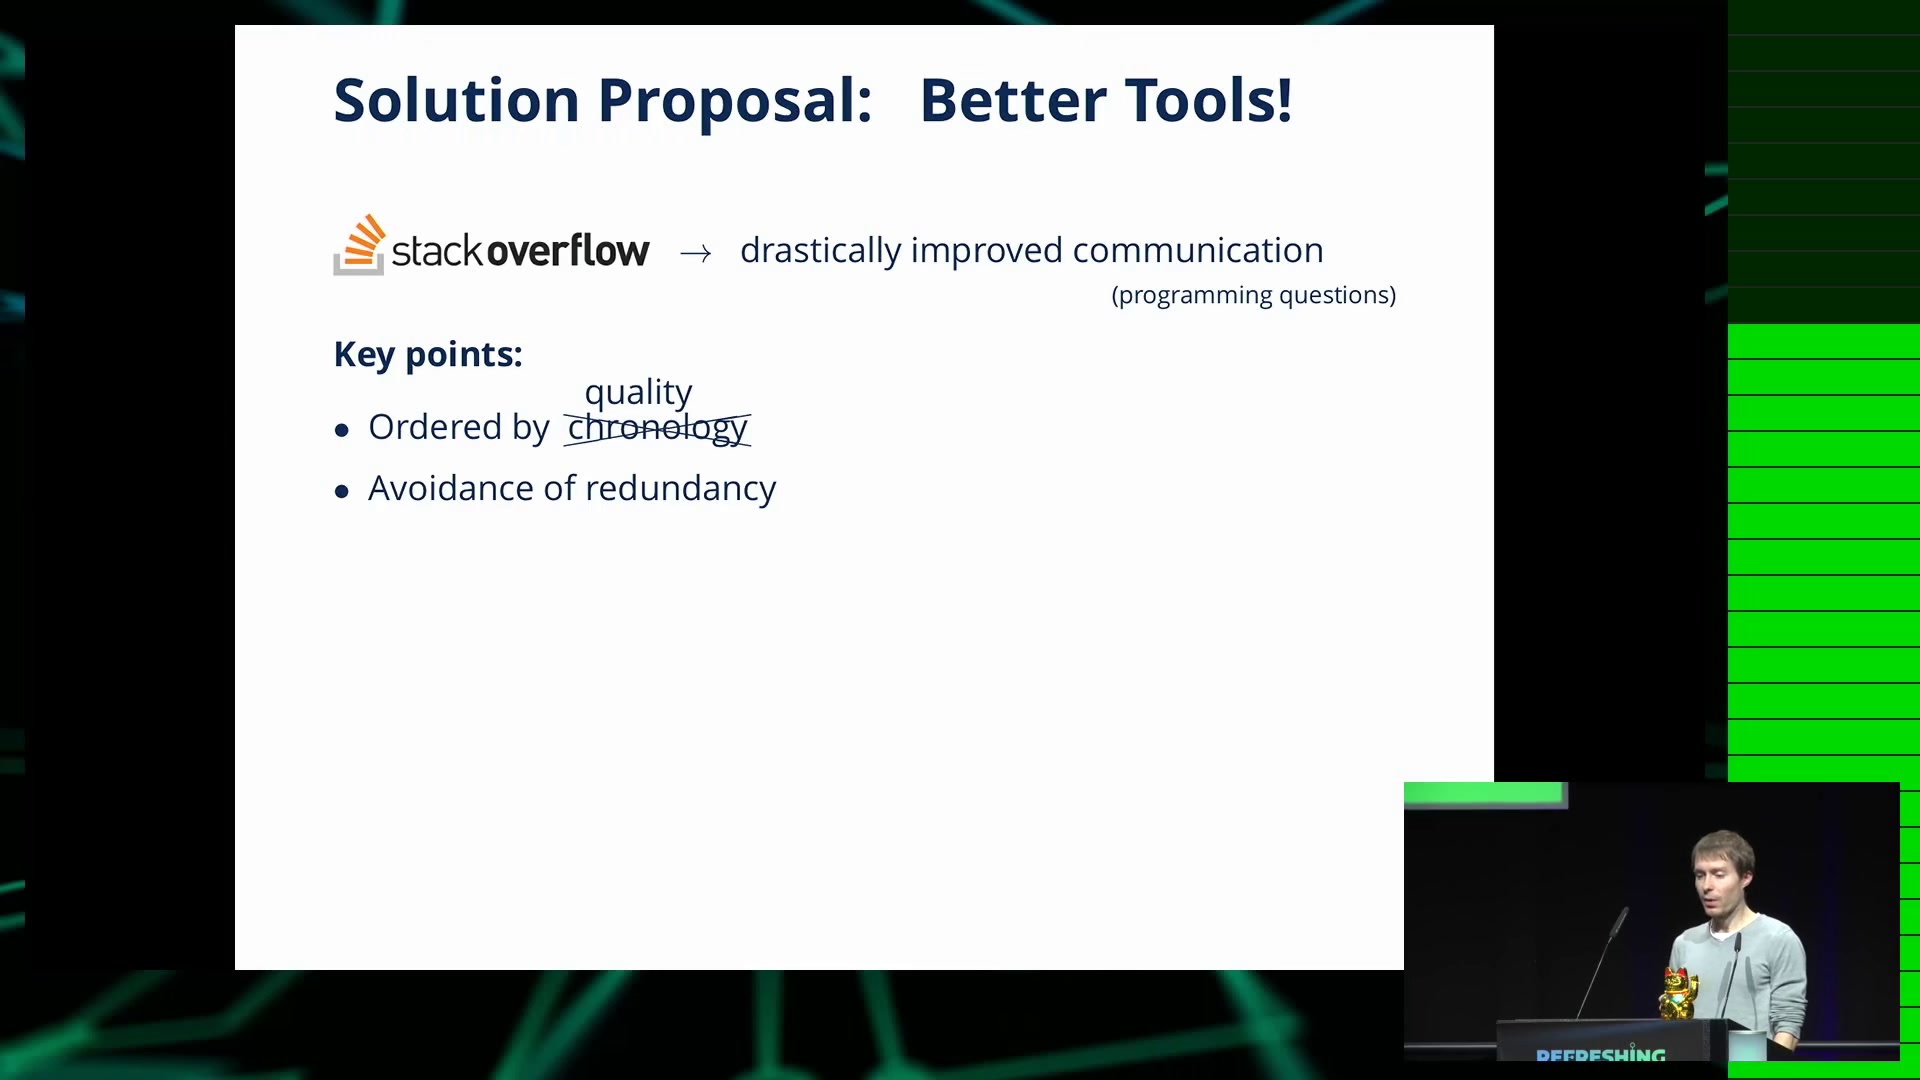 Solution Proposal: Better Tools!
stackoverflow → drastically improved communication
(programming questions)
Key points:
quality
• Ordered by chronology
• Avoidance of redundancy
REFRESHING